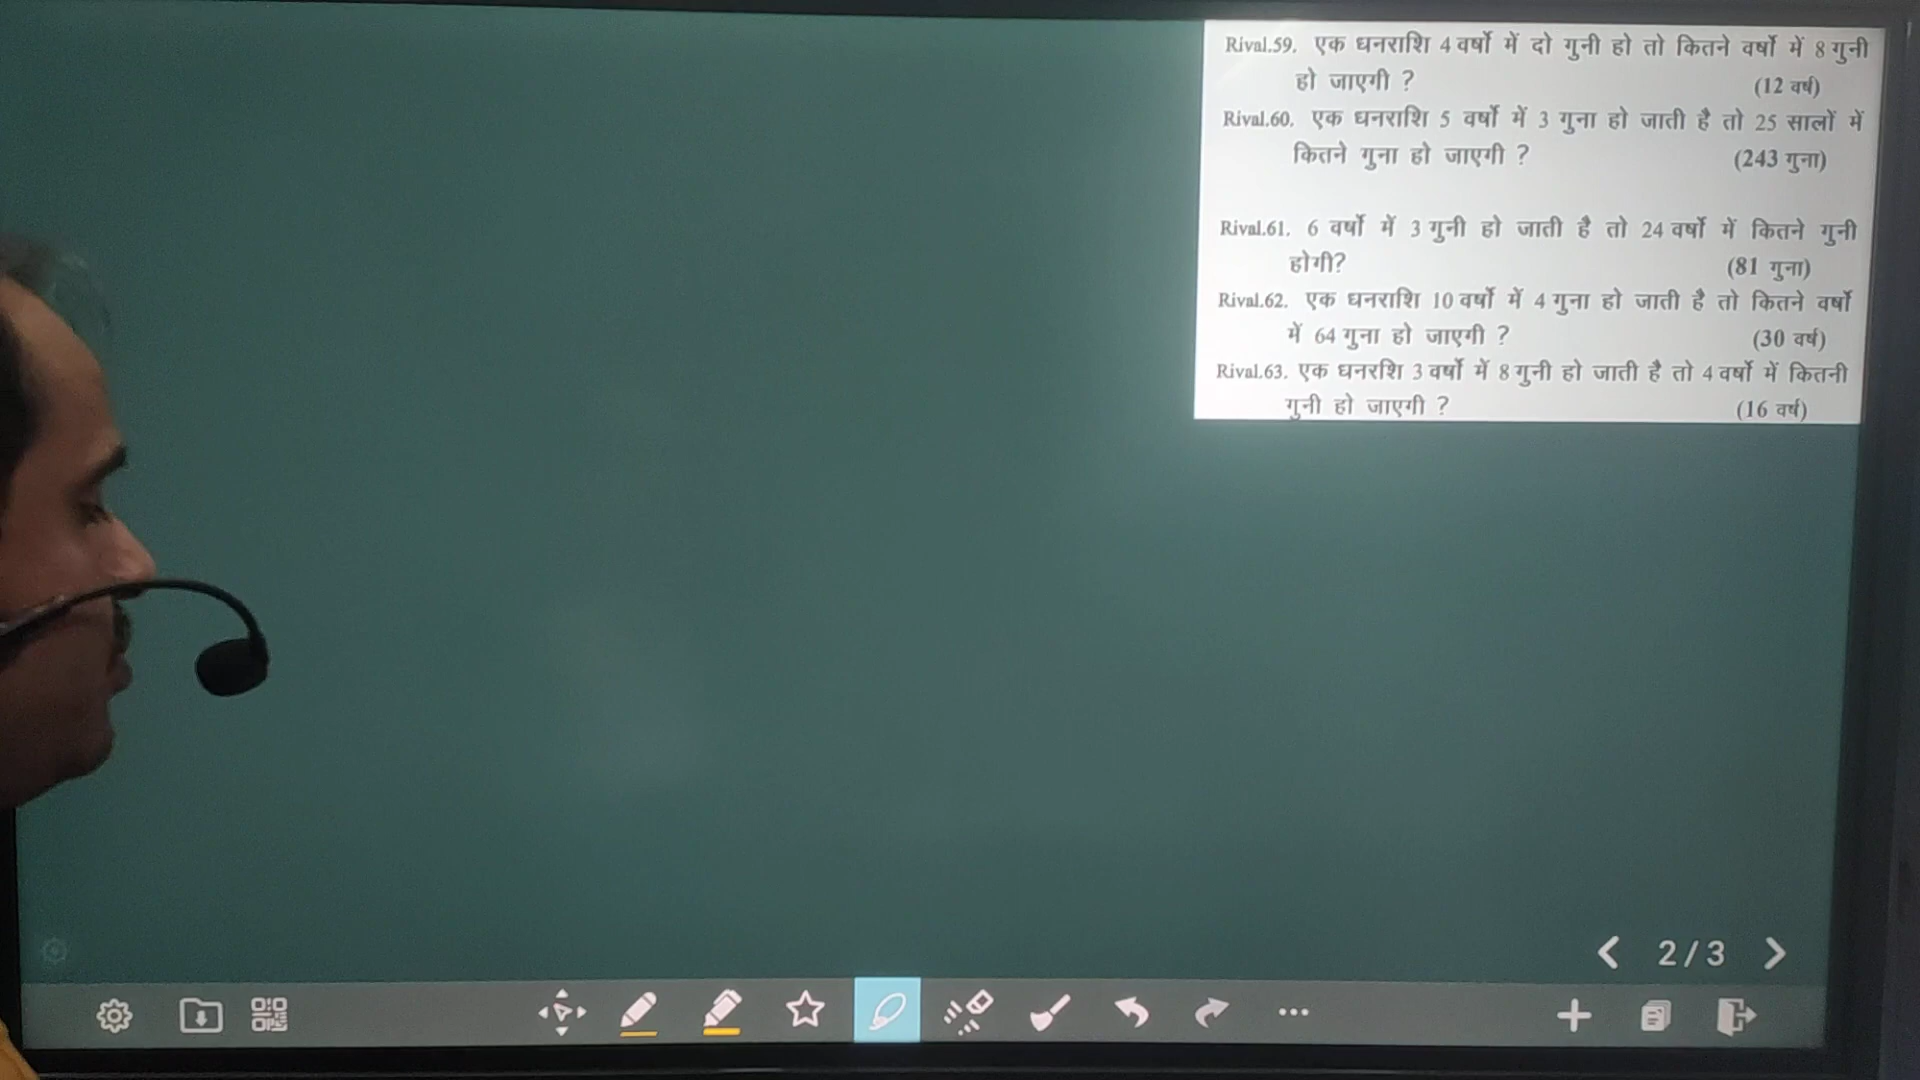 Rival.59. एक धनराशि 4 वर्षो में दो गुनी हो तो कितने वर्षो में 8 गुनी
हो जाएगी ? (12 वर्ष)
Rival.60. एक धनराशि 5 वर्षो में 3 गुना हो जाती है तो 25 सालों में
कितने गुना हो जाएगी ? (243 गुना)
Rival.61. 6 वर्षो में 3 गुनी हो जाती है तो 24 वर्षो में कितने गुनी
होगी? (81 गुना)
Rival.62. एक धनराशि 10 वर्षो में 4 गुना हो जाती है तो कितने वर्षो
में 64 गुना हो जाएगी ? (30 वर्ष)
Rival.63. एक धनरशि 3 वर्षो में 8 गुनी हो जाती है तो 4 वर्षो में कितनी
गुनी हो जाएगी ? (16 वर्ष)
2/3